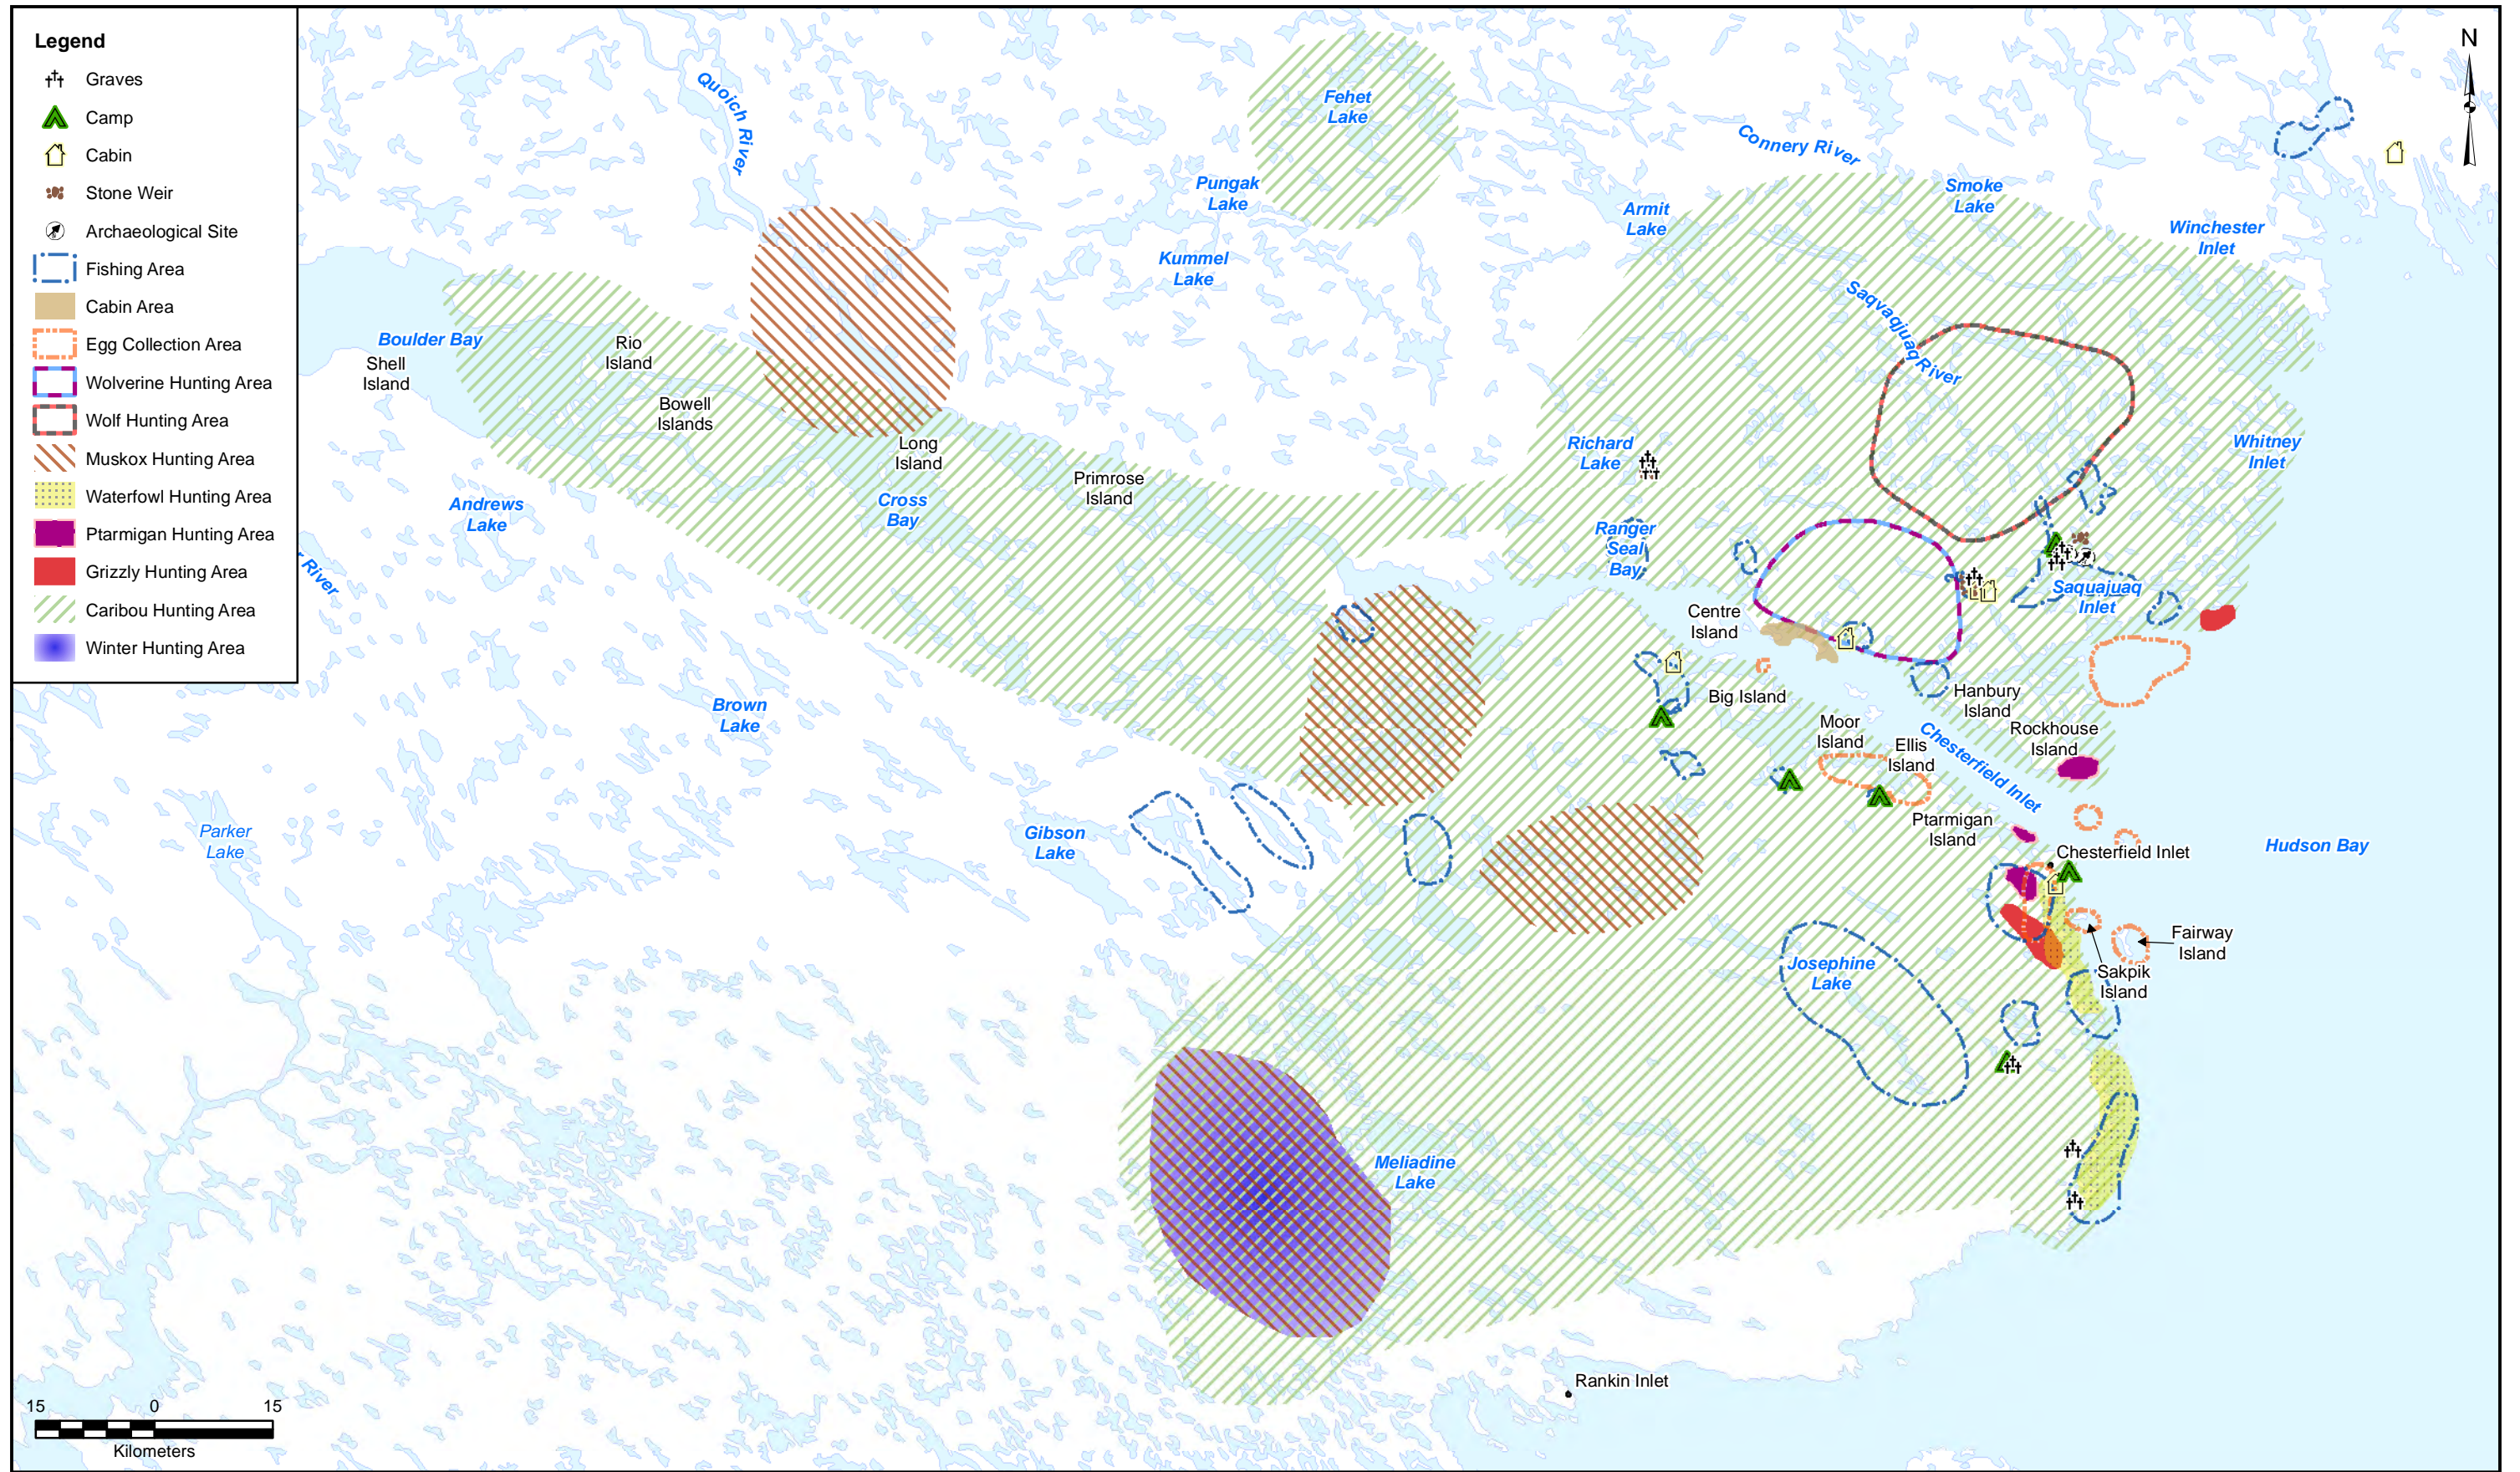 Legend
Graves
Camp
Cabin
Stone Weir
Archaeological Site
Fishing Area
Cabin Area
Egg Collection Area
Wolverine Hunting Area
Wolf Hunting Area
Muskox Hunting Area
Waterfowl Hunting Area
Ptarmigan Hunting Area
Grizzly Hunting Area
Caribou Hunting Area
Winter Hunting Area
N
Quoich River
Fehet
Lake
Connery River
Pungak
Lake
Armit
Lake
Smoke
Lake
Winchester
Inlet
Kummel
Lake
Saqvaqjuaq River
Boulder Bay
Shell
Island
Rio
Island
Bowell
Islands
Long
Island
Primrose
Island
Richard
Lake
Whitney
Inlet
Andrews
Lake
Cross
Bay
Ranger
Seal
Bay
r River
Saquajuaq
Inlet
Centre
Island
Big Island
Hanbury
Island
Brown
Lake
Moor
Island
Ellis
Island
Rockhouse
Island
Chesterfield Inlet
Parker
Lake
Gibson
Lake
Ptarmigan
Island
Chesterfield Inlet
Hudson Bay
Fairway
Island
Josephine
Lake
Sakpik
Island
Meliadine
Lake
Rankin Inlet
15 0 15
Kilometers